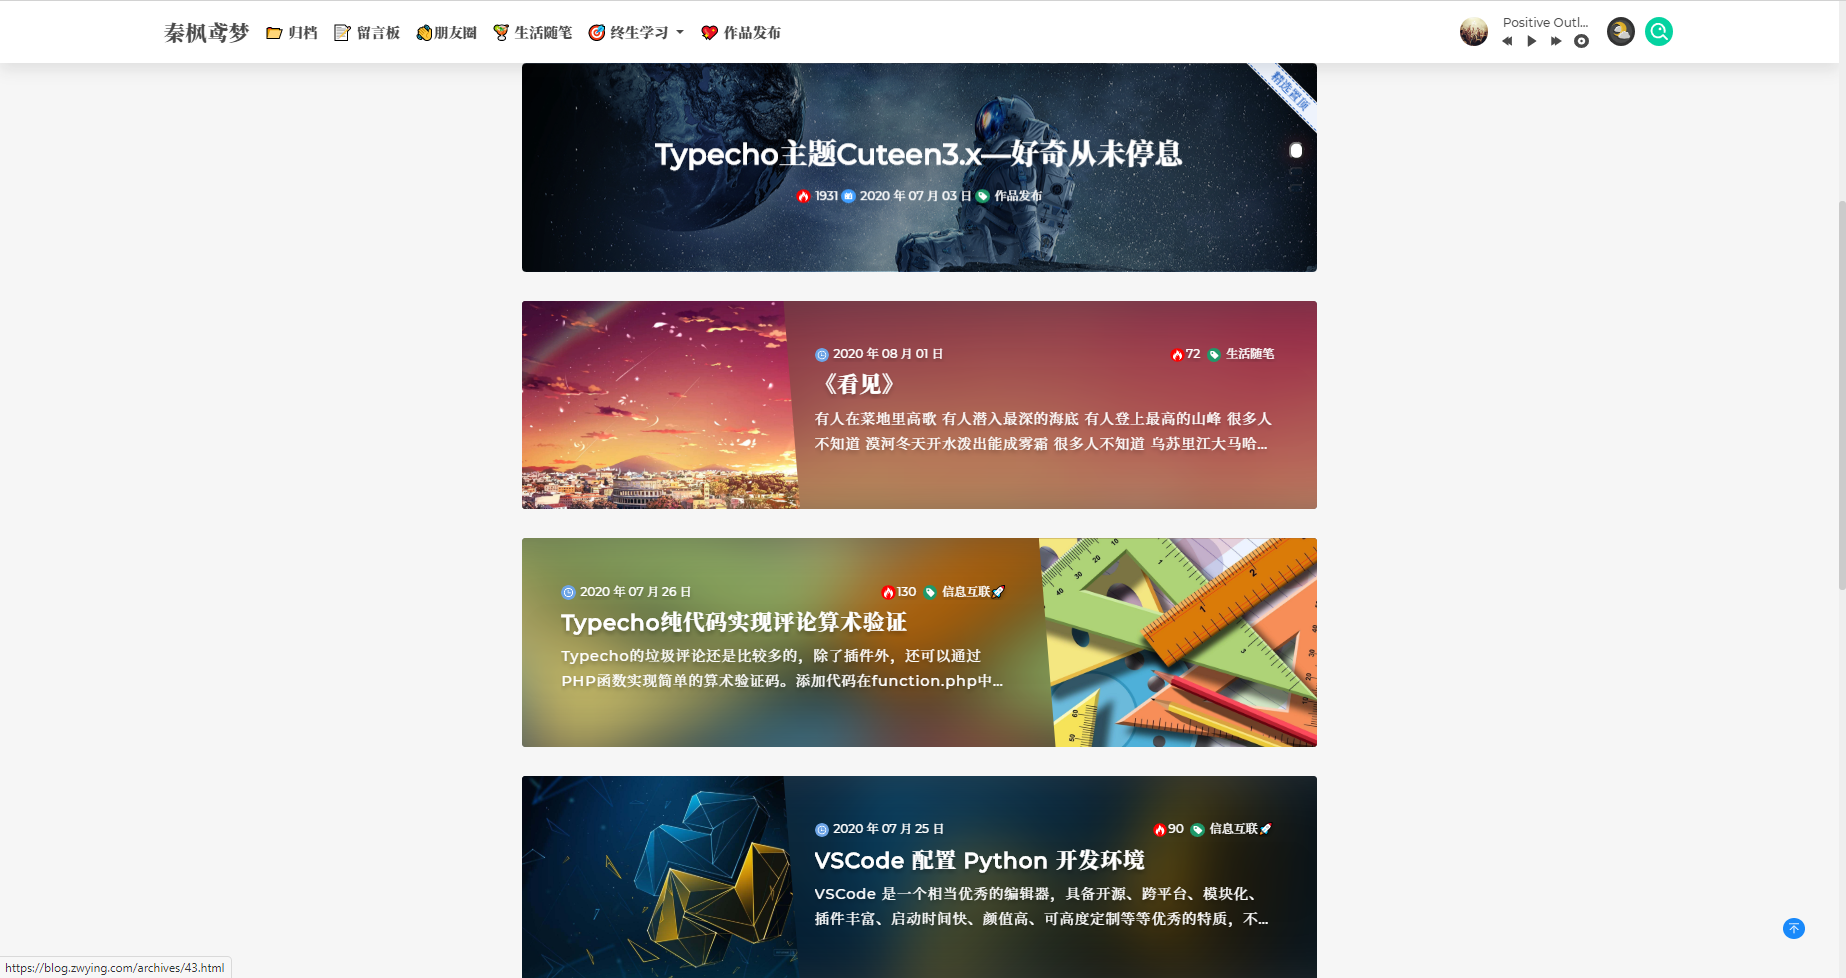 秦枫鸢梦 归档 留言板 朋友圈 生活随笔 终生学习 作品发布
Positive Outl...
精选置顶
Typecho主题Cuteen3.x—好奇从未停息
1931 2020 年 07 月 03 日 作品发布
2020 年 08 月 01 日 72 生活随笔
《看见》
有人在菜地里高歌 有人潜入最深的海底 有人登上最高的山峰 很多人
不知道 漠河冬天开水泼出能成雾霜 很多人不知道 乌苏里江大马哈...
2020 年 07 月 26 日 130 信息互联
Typecho纯代码实现评论算术验证
Typecho的垃圾评论还是比较多的，除了插件外，还可以通过
PHP函数实现简单的算术验证码。添加代码在function.php中...
2020 年 07 月 25 日 90 信息互联
VSCode 配置 Python 开发环境
VSCode 是一个相当优秀的编辑器，具备开源、跨平台、模块化、
插件丰富、启动时间快、颜值高、可高度定制等等优秀的特质，不...
https://blog.zwying.com/archives/43.html